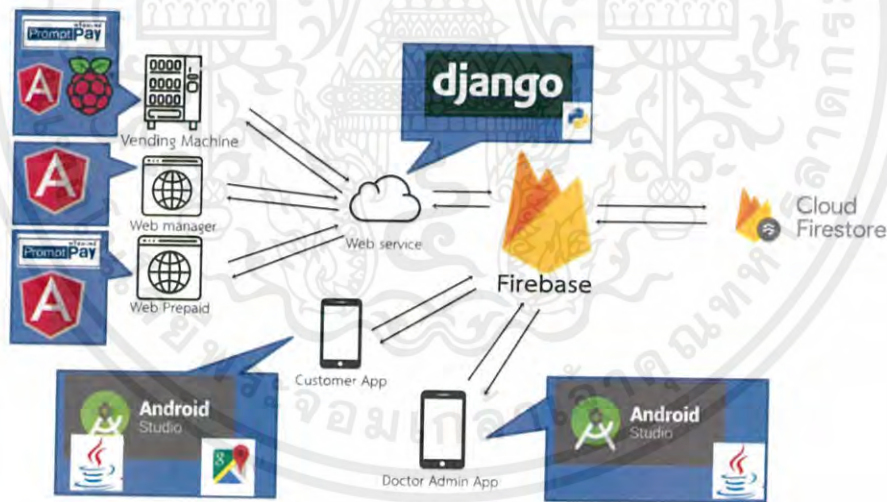 PromptPay
Vending Machine
django
Web manager
Web service
Cloud
Firestore
PromptPay
Web Prepaid
Firebase
Customer App
Android
Studio
Doctor Admin App
Android
Studio